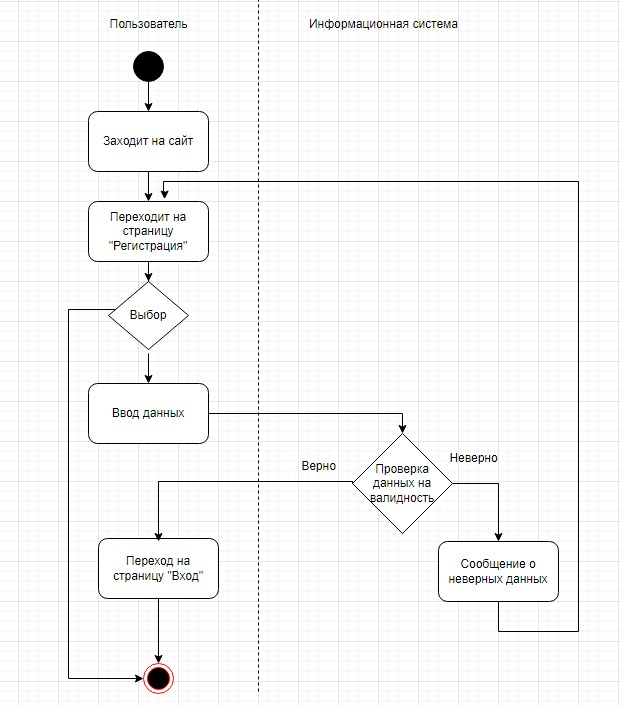 Пользователь
Информационная система
Заходит на сайт
Переходит на
страницу
"Регистрация"
Выбор
Ввод данных
Верно
Неверно
Проверка
данных на
валидность
Переход на
страницу "Вход"
Сообщение о
неверных данных